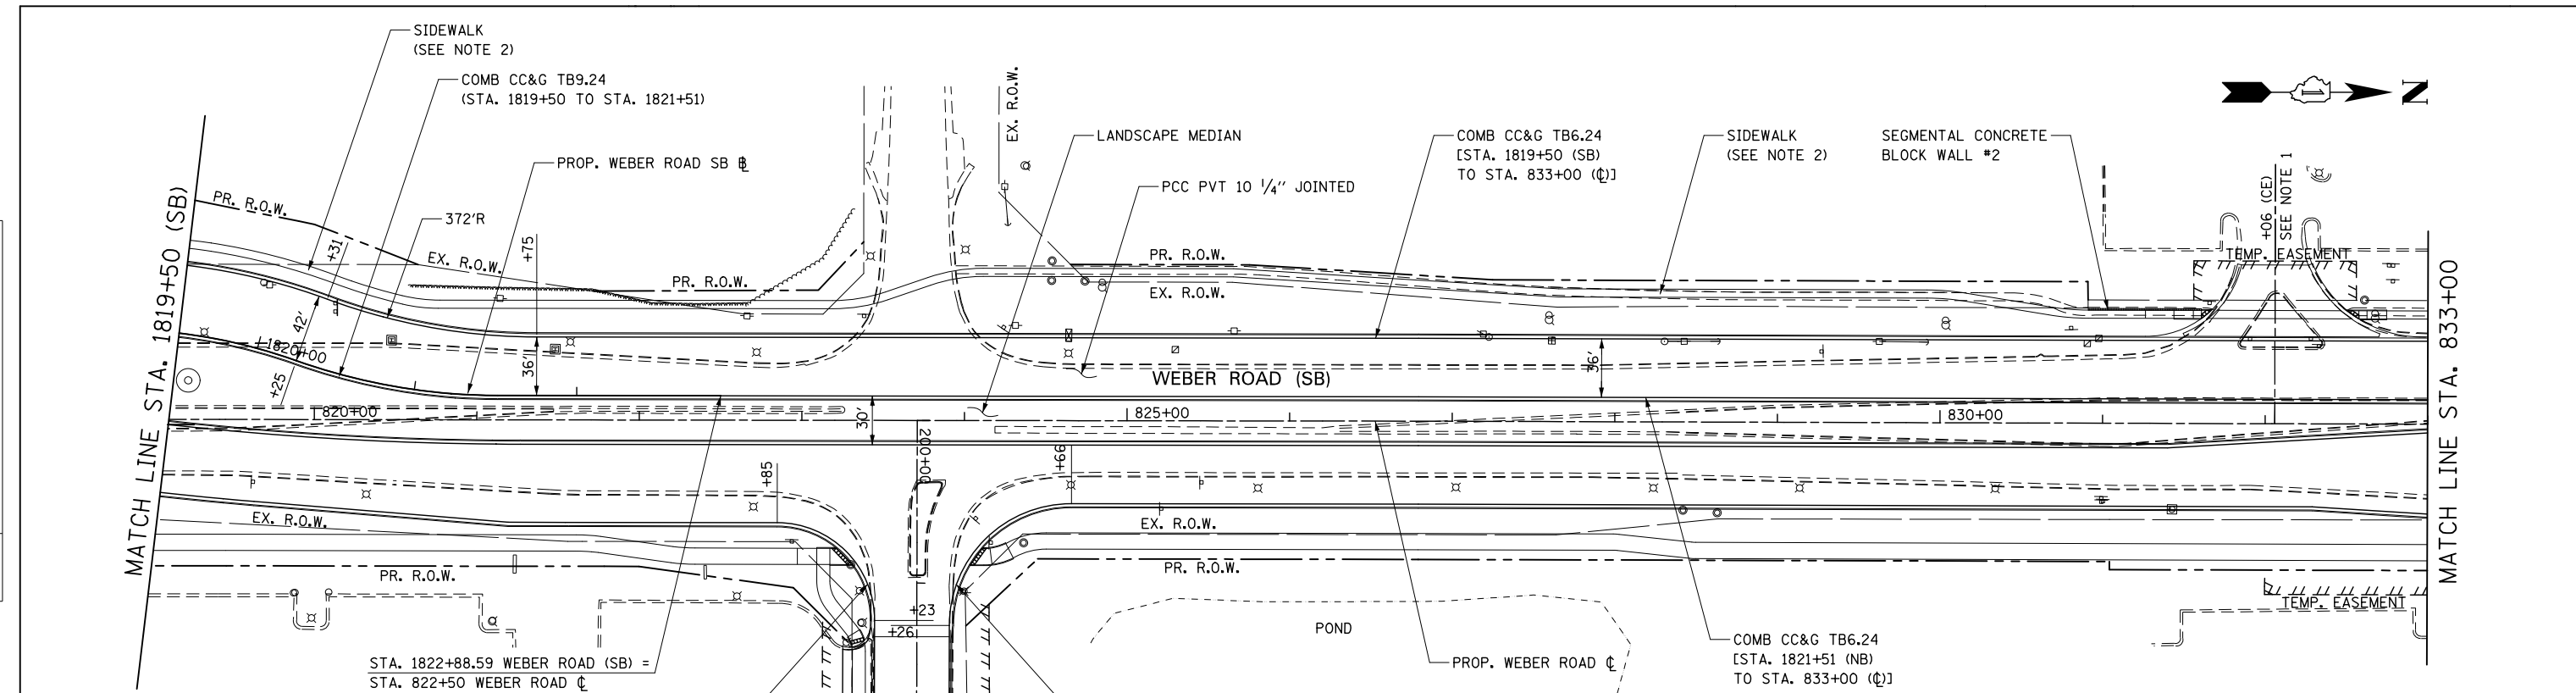 SIDEWALK
(SEE NOTE 2)
COMB CC&G TB9.24
(STA. 1819+50 TO STA. 1821+51)
PROP. WEBER ROAD SB ℄
372'R
EX. R.O.W.
LANDSCAPE MEDIAN
PCC PVT 10 1/4" JOINTED
COMB CC&G TB6.24
[STA. 1819+50 (SB)
TO STA. 833+00 (℄)]
SIDEWALK
(SEE NOTE 2)
SEGMENTAL CONCRETE
BLOCK WALL #2
+06 (CE)
SEE NOTE 1
N
MATCH LINE STA. 1819+50 (SB)
PR. R.O.W.
+31
EX. R.O.W.
+75
PR. R.O.W.
PR. R.O.W.
EX. R.O.W.
TEMP. EASEMENT
MATCH LINE STA. 833+00
42'
1820+00
+25
36'
36'
WEBER ROAD (SB)
820+00
30'
825+00
830+00
200+00
+85
+66
EX. R.O.W.
EX. R.O.W.
PR. R.O.W.
PR. R.O.W.
TEMP. EASEMENT
+23
+26
POND
STA. 1822+88.59 WEBER ROAD (SB) =
STA. 822+50 WEBER ROAD ℄
PROP. WEBER ROAD ℄
COMB CC&G TB6.24
[STA. 1821+51 (NB)
TO STA. 833+00 (℄)]